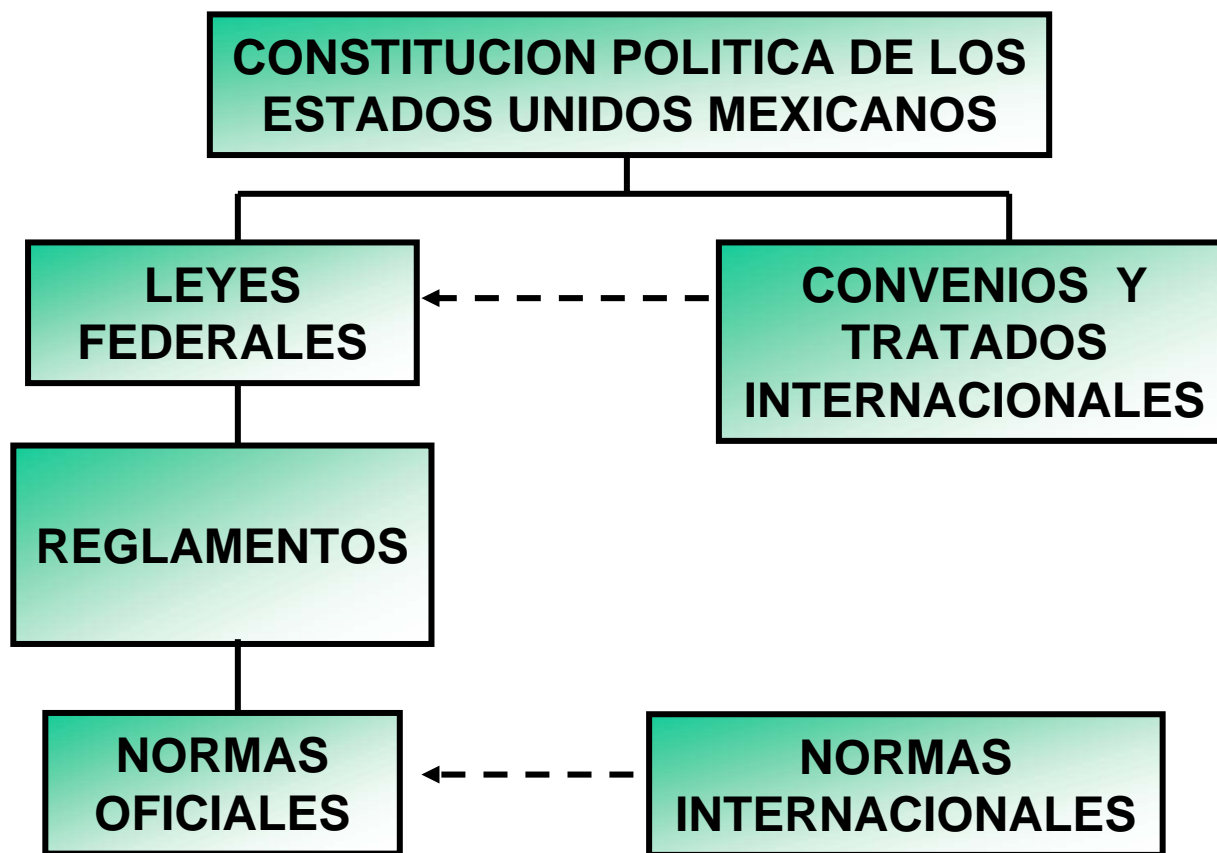 CONSTITUCION POLITICA DE LOS
ESTADOS UNIDOS MEXICANOS
LEYES
FEDERALES
CONVENIOS Y
TRATADOS
INTERNACIONALES
REGLAMENTOS
NORMAS
OFICIALES
NORMAS
INTERNACIONALES